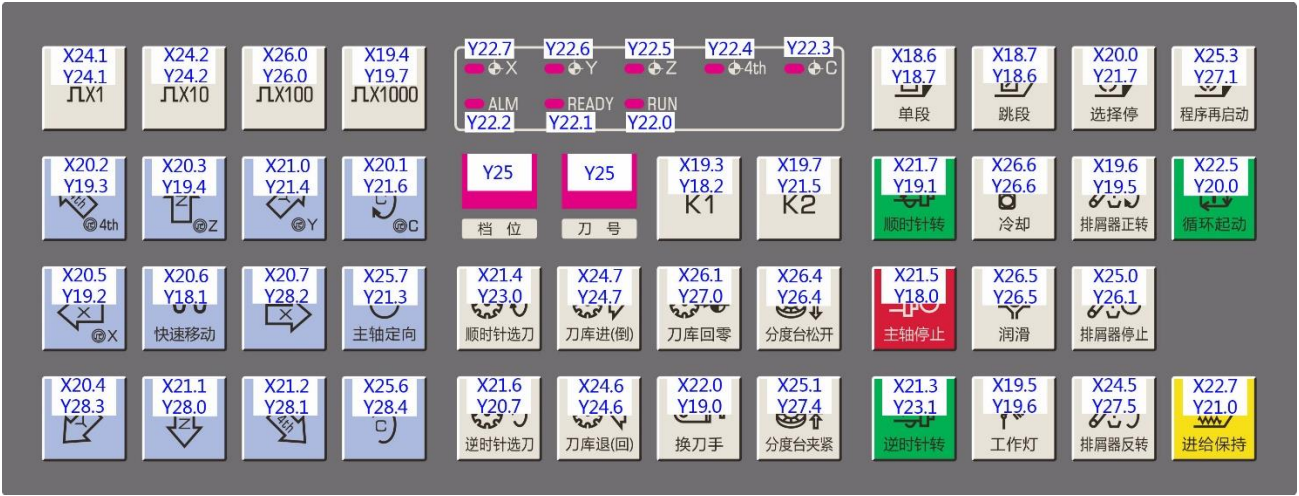 X24.1 X24.2 X26.0 X19.4 Y22.7 Y22.6 Y22.5 Y22.4 Y22.3 X18.6 X18.7 X20.0 X25.3
Y24.1 Y24.2 Y26.0 Y19.7 X Y Z 4th C Y18.7 Y18.6 Y21.7 Y27.1
X1 X10 X100 X1000 ALM READY RUN 单段 跳段 选择停 程序再启动
Y22.2 Y22.1 Y22.0
X20.2 X20.3 X21.0 X20.1 Y25 Y25 X19.3 X19.7 X21.7 X26.6 X19.6 X22.5
Y19.3 Y19.4 Y21.4 Y21.6 Y18.2 Y21.5 Y19.1 Y26.6 Y19.5 Y20.0
@4th @Z @Y @C 档位 刀号 K1 K2 顺时针转 冷却 排屑器正转 循环起动
X20.5 X20.6 X20.7 X25.7 X21.4 X24.7 X26.1 X26.4 X21.5 X26.5 X25.0
Y19.2 Y18.1 Y28.2 Y21.3 Y23.0 Y24.7 Y27.0 Y26.4 Y18.0 Y26.5 Y26.1
X X
@X 快速移动 主轴定向 顺时针选刀 刀库进(倒) 刀库回零 分度台松开 主轴停止 润滑 排屑器停止
X20.4 X21.1 X21.2 X25.6 X21.6 X24.6 X22.0 X25.1 X21.3 X19.5 X24.5 X22.7
Y28.3 Y28.0 Y28.1 Y28.4 Y20.7 Y24.6 Y19.0 Y27.4 Y23.1 Y19.6 Y27.5 Y21.0
Y Z 4th C 逆时针选刀 刀库退(回) 换刀手 分度台夹紧 逆时针转 工作灯 排屑器反转 进给保持